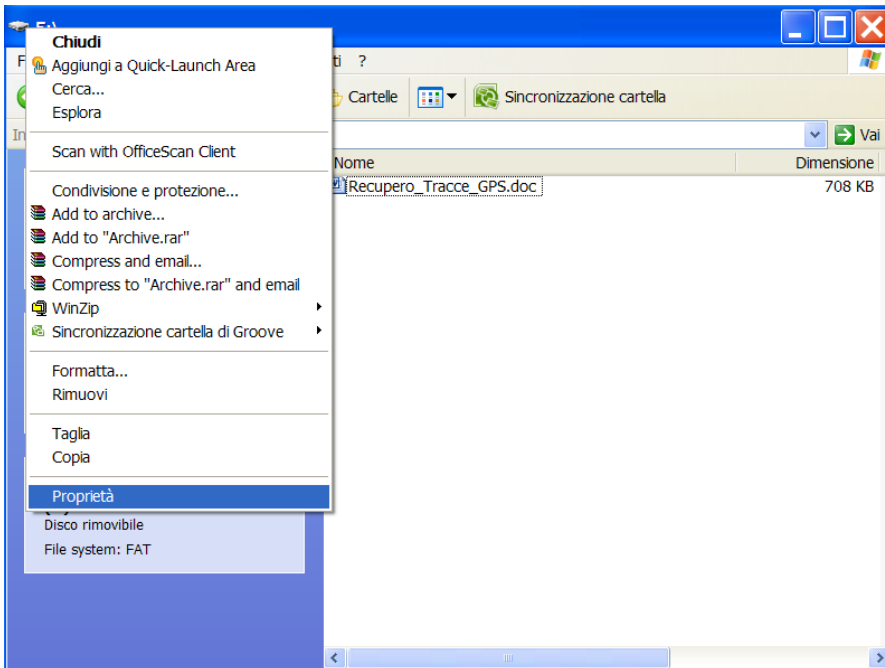 Chiudi
Aggiungi a Quick-Launch Area
Cerca...
Esplora
Scan with OfficeScan Client
Condivisione e protezione...
Add to archive...
Add to "Archive.rar"
Compress and email...
Compress to "Archive.rar" and email
WinZip
Sincronizzazione cartella di Groove
Formatta...
Rimuovi
Taglia
Copia
Proprietà
Disco rimovibile
File system: FAT
?
Cartelle
Sincronizzazione cartella
Vai
Nome
Dimensione
Recupero_Tracce_GPS.doc
708 KB